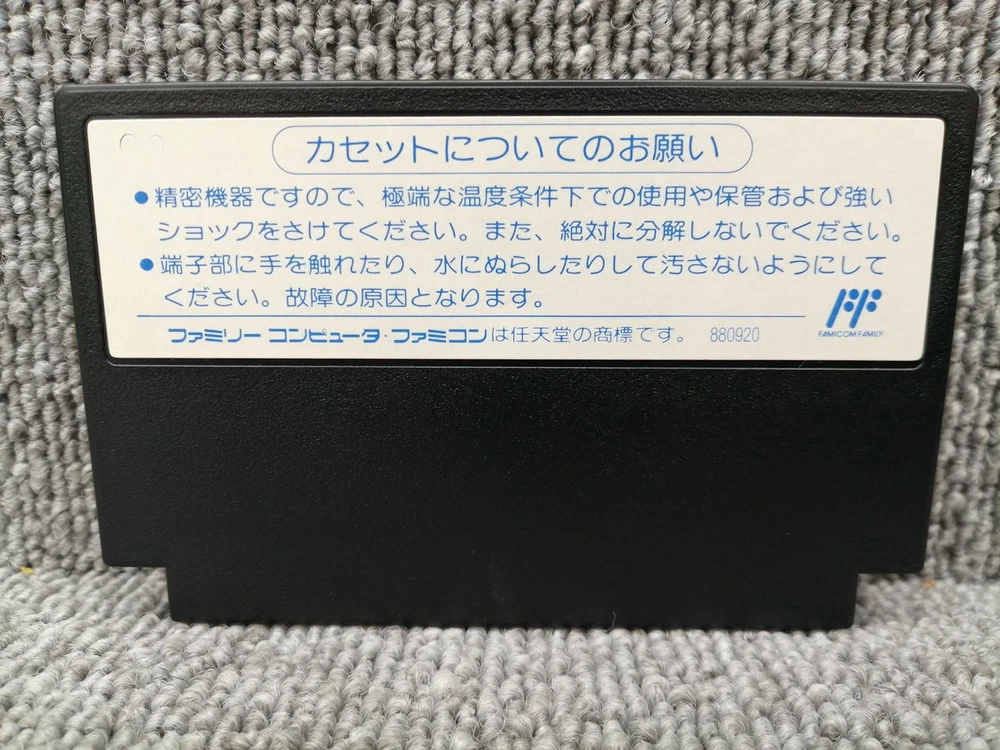 カセットについてのお願い
●精密機器ですので、極端な温度条件下での使用や保管および強い
ショックをさけてください。また、絶対に分解しないでください。
●端子部に手を触れたり、水にぬらしたりして汚さないようにして
ください。故障の原因となります。
ファミリー コンピュータ・ファミコンは任天堂の商標です。 880920
FAMICOM FAMILY